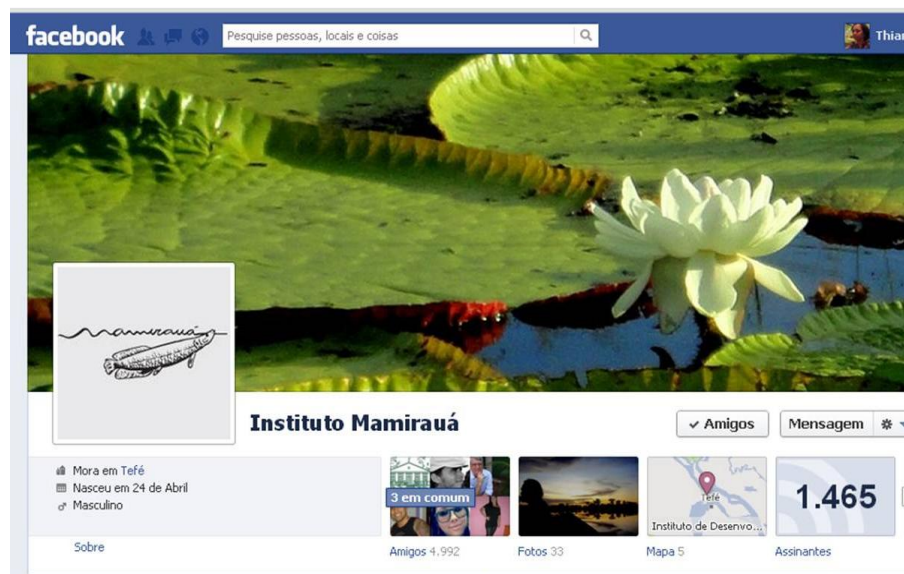 facebook
Pesquise pessoas, locais e coisas
Mamirauá
Instituto Mamirauá
Amigos
Mensagem
Mora em Tefé
Nasceu em 24 de Abril
Masculino
Sobre
3 em comum
Amigos 4.992
Fotos 33
Tefé
Instituto de Desenvo...
Mapa 5
1.465
Assinantes